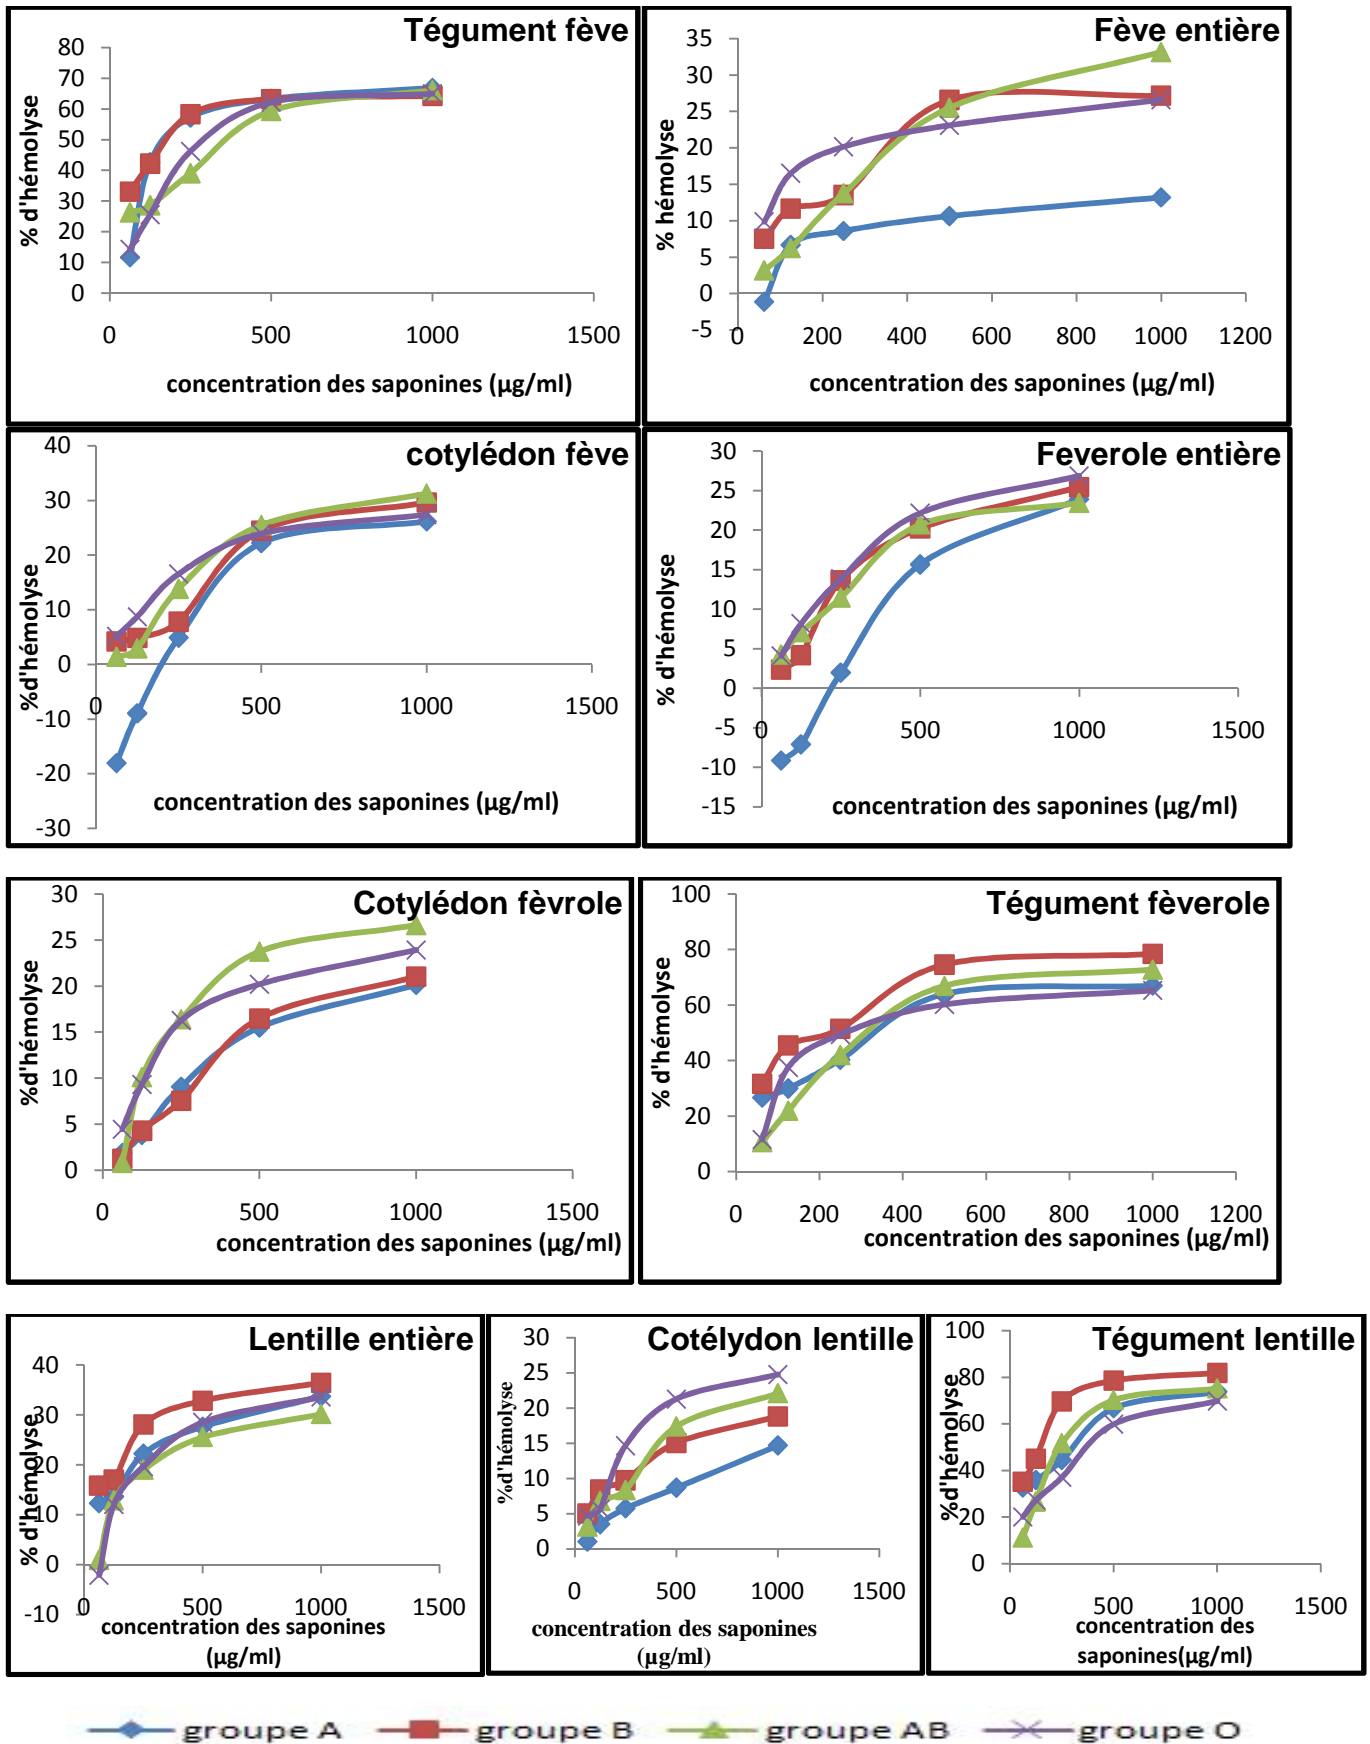 Tégument fève
% d'hémolyse
80
70
60
50
40
30
20
10
0
0 500 1000 1500
concentration des saponines (µg/ml)
Fève entière
% hémolyse
35
30
25
20
15
10
5
0
-5
0 200 400 600 800 1000 1200
concentration des saponines (µg/ml)
cotylédon fève
%d'hémolyse
40
30
20
10
0
-10
-20
-30
0 500 1000 1500
concentration des saponines (µg/ml)
Feverole entière
% d'hémolyse
30
25
20
15
10
5
0
-5
-10
-15
0 500 1000 1500
concentration des saponines (µg/ml)
Cotylédon fèvrole
%d'hémolyse
30
25
20
15
10
5
0
0 500 1000 1500
concentration des saponines (µg/ml)
Tégument fèverole
% d'hémolyse
100
80
60
40
20
0
0 200 400 600 800 1000 1200
concentration des saponines (µg/ml)
Lentille entière
% d'hémolyse
40
30
20
10
0
-10
0 500 1000 1500
concentration des saponines
(µg/ml)
Cotélydon lentille
%d'hémolyse
30
25
20
15
10
5
0
0 500 1000 1500
concentration des saponines
(µg/ml)
Tégument lentille
%d'hémolyse
100
80
60
40
20
0
0 500 1000 1500
concentration des
saponines(µg/ml)
groupe A groupe B groupe AB groupe O